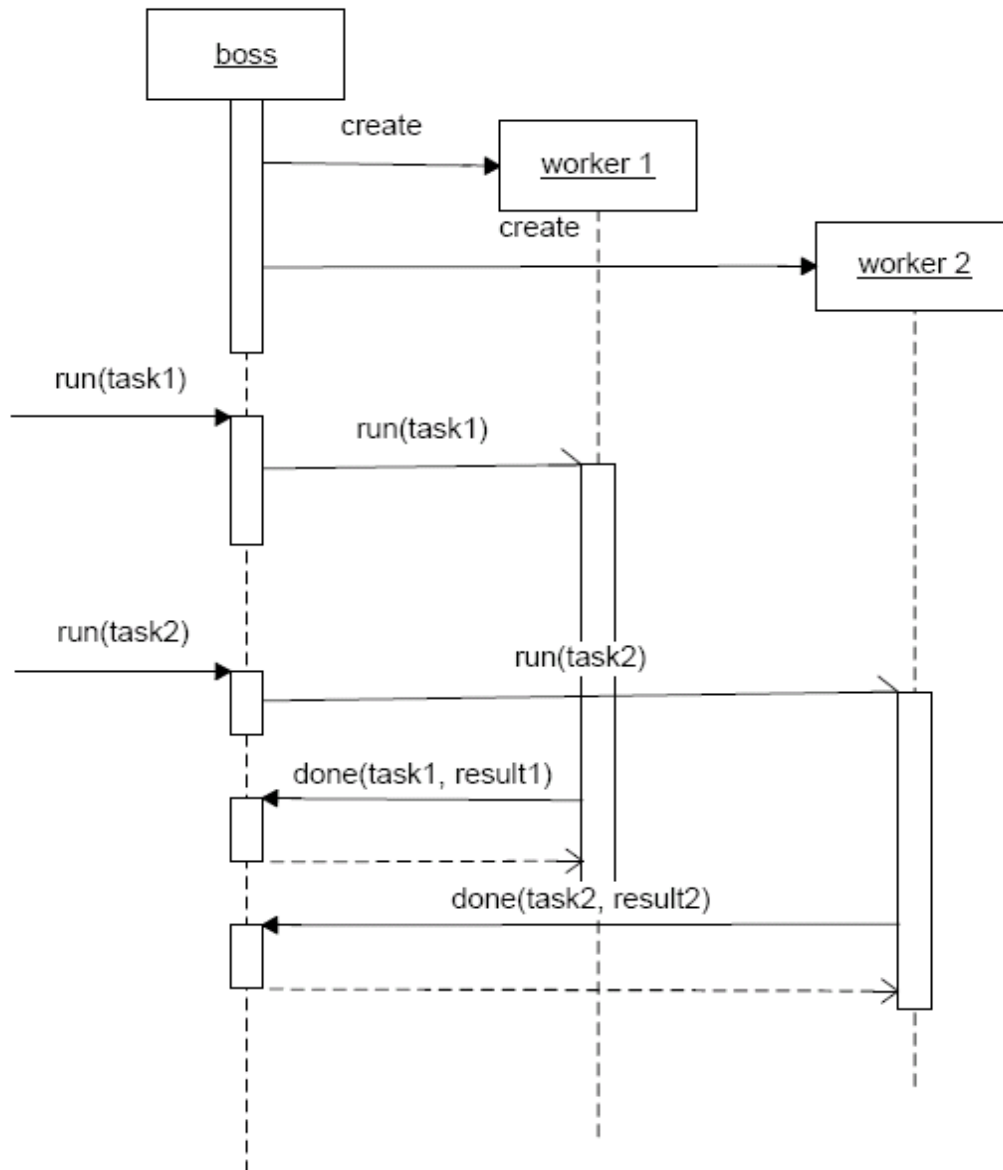 boss
create
worker 1
create
worker 2
run(task1)
run(task1)
run(task2)
run(task2)
done(task1, result1)
done(task2, result2)